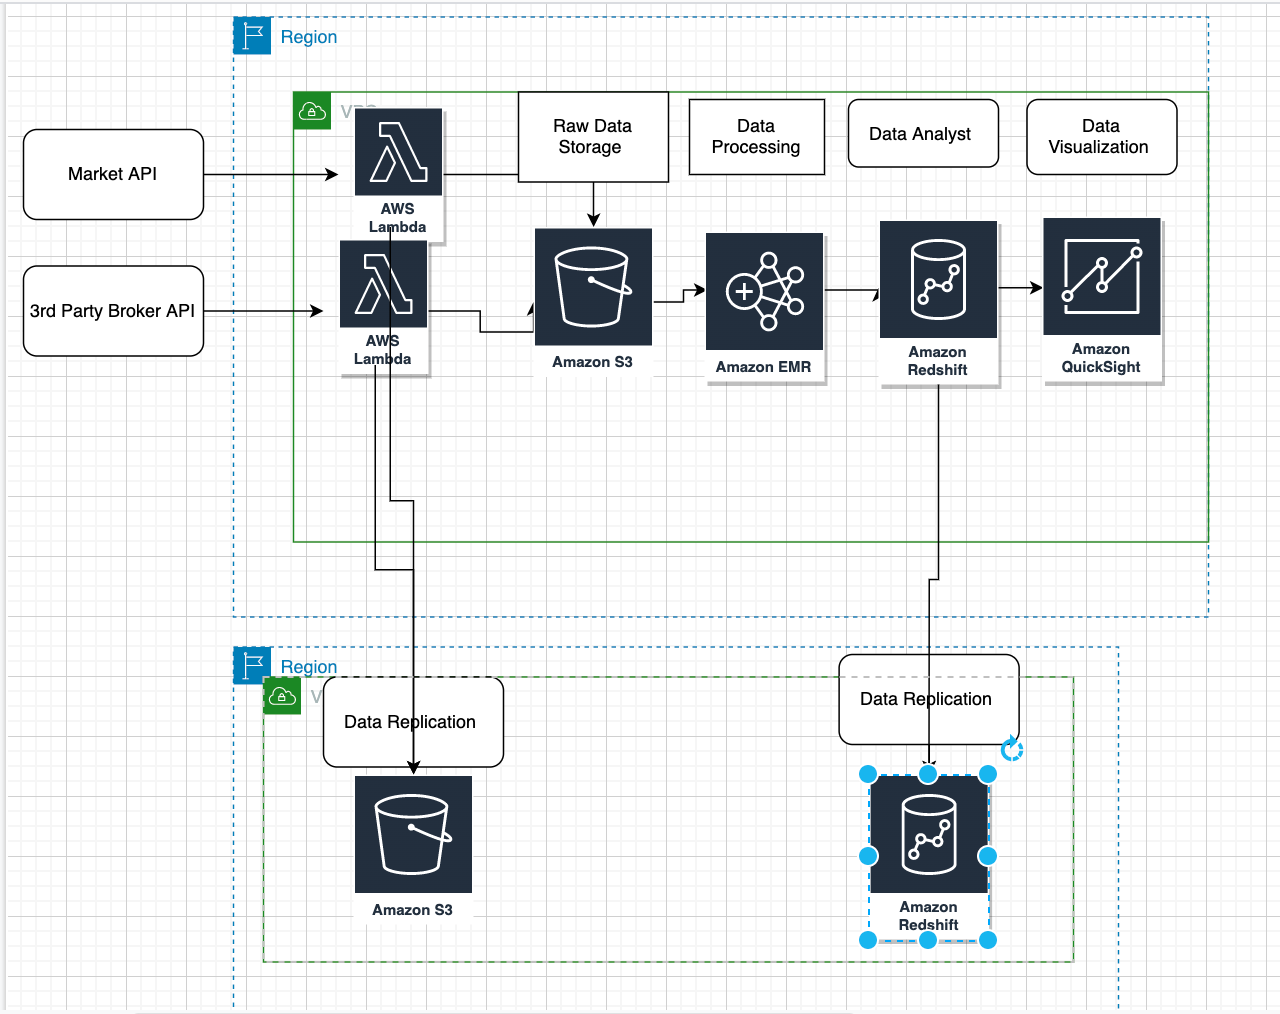 Region
Market API
AWS
Lambda
Raw Data
Storage
Data
Processing
Data Analyst
Data
Visualization
3rd Party Broker API
AWS
Lambda
Amazon S3
Amazon EMR
Amazon
Redshift
Amazon
QuickSight
Region
Data Replication
Data Replication
Amazon S3
Amazon
Redshift